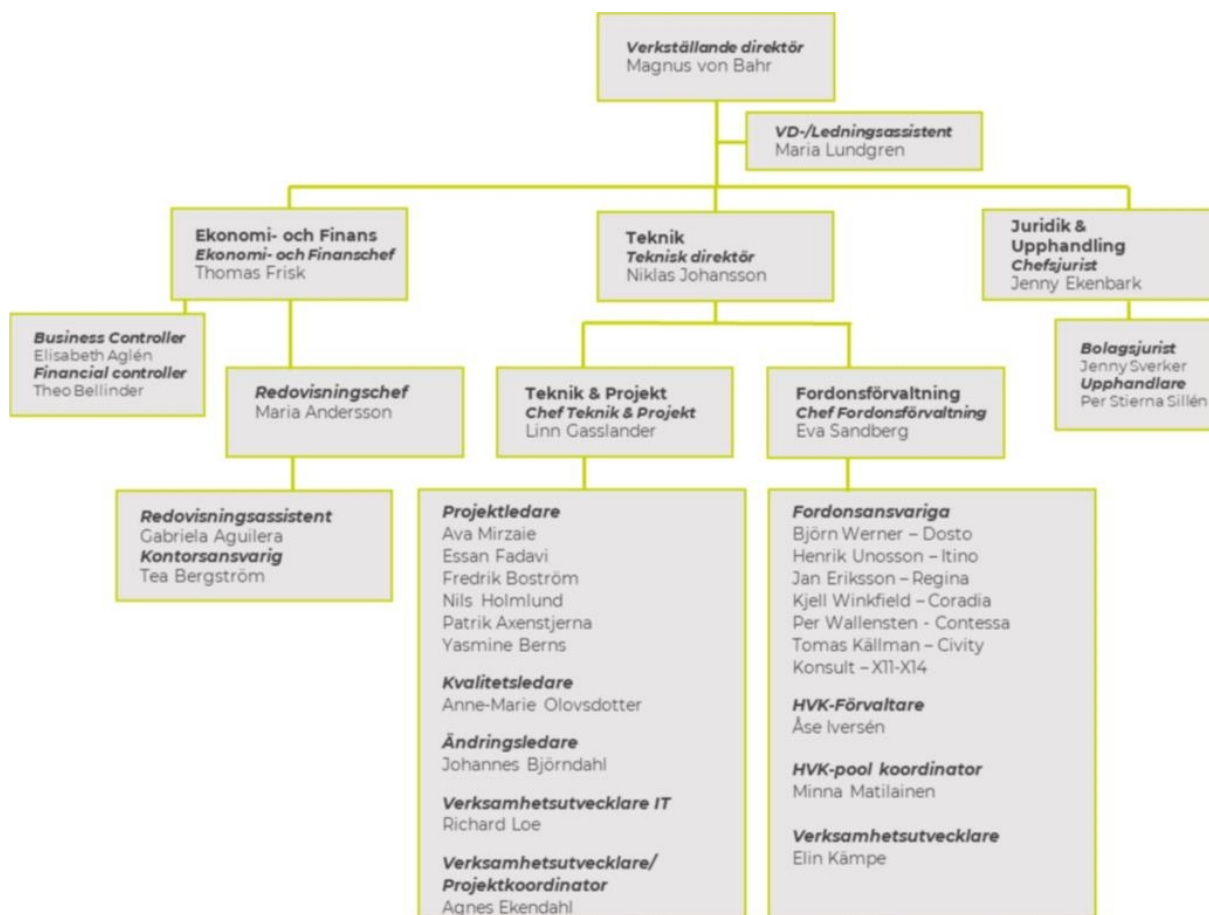 Verkställande direktör
Magnus von Bahr
VD-/Ledningsassistent
Maria Lundgren
Ekonomi- och Finans
Ekonomi- och Finanschef
Thomas Frisk
Teknik
Teknisk direktör
Niklas Johansson
Juridik &
Upphandling
Chefsjurist
Jenny Ekenbark
Business Controller
Elisabeth Aglén
Financial controller
Theo Bellinder
Redovisningschef
Maria Andersson
Teknik & Projekt
Chef Teknik & Projekt
Linn Gasslander
Fordonsförvaltning
Chef Fordonsförvaltning
Eva Sandberg
Bolagsjurist
Jenny Sverker
Upphandlare
Per Stierna Sillén
Redovisningsassistent
Gabriela Aguilera
Kontorsansvarig
Tea Bergström
Projektledare
Ava Mirzaie
Essan Fadavi
Fredrik Boström
Nils Holmlund
Patrik Axenstjerna
Yasmine Berns
Kvalitetsledare
Anne-Marie Olovsdotter
Ändringsledare
Johannes Björndahl
Verksamhetsutvecklare IT
Richard Loe
Verksamhetsutvecklare/
Projektkoordinator
Agnes Ekendahl
Fordonsansvariga
Björn Werner – Dosto
Henrik Unosson – Itino
Jan Eriksson – Regina
Kjell Winkfield – Coradia
Per Wallensten - Contessa
Tomas Källman – Civity
Konsult – X11-X14
HVK-Förvaltare
Åse Iversén
HVK-pool koordinator
Minna Matilainen
Verksamhetsutvecklare
Elin Kämpe